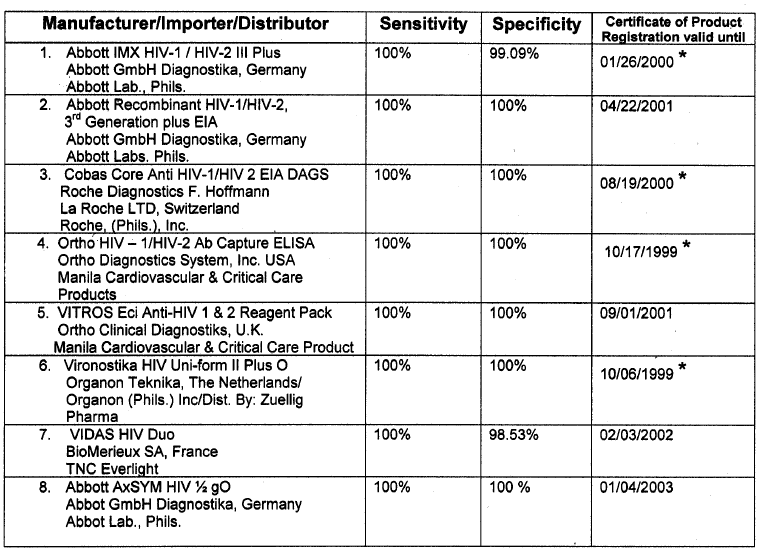 Manufacturer/Importer/Distributor Sensitivity Specificity Certificate of Product Registration valid until
1. Abbott IMX HIV-1 / HIV-2 III Plus 100% 99.09% 01/26/2000 *
Abbott GmbH Diagnostika, Germany
Abbott Lab., Phils.
2. Abbott Recombinant HIV-1/HIV-2, 100% 100% 04/22/2001
3rd Generation plus EIA
Abbott GmbH Diagnostika, Germany
Abbott Labs. Phils.
3. Cobas Core Anti HIV-1/HIV 2 EIA DAGS 100% 100% 08/19/2000 *
Roche Diagnostics F. Hoffmann
La Roche LTD, Switzerland
Roche, (Phils.), Inc.
4. Ortho HIV – 1/HIV-2 Ab Capture ELISA 100% 100% 10/17/1999 *
Ortho Diagnostics System, Inc. USA
Manila Cardiovascular & Critical Care
Products
5. VITROS Eci Anti-HIV 1 & 2 Reagent Pack 100% 100% 09/01/2001
Ortho Clinical Diagnostiks, U.K.
Manila Cardiovascular & Critical Care Product
6. Vironostika HIV Uni-form II Plus O 100% 100% 10/06/1999 *
Organon Teknika, The Netherlands/
Organon (Phils.) Inc/Dist. By: Zuellig
Pharma
7. VIDAS HIV Duo 100% 98.53% 02/03/2002
BioMerieux SA, France
TNC Everlight
8. Abbott AxSYM HIV ½ gO 100% 100 % 01/04/2003
Abbot GmbH Diagnostika, Germany
Abbot Lab., Phils.